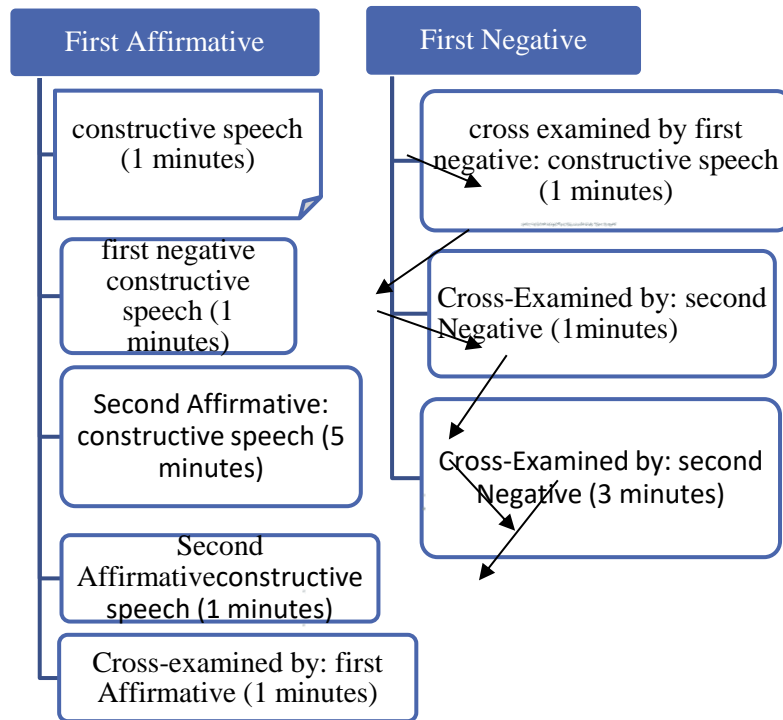 First Affirmative
constructive speech
(1 minutes)
first negative
constructive
speech (1
minutes)
Second Affirmative:
constructive speech (5
minutes)
Second
Affirmativeconstructive
speech (1 minutes)
Cross-examined by: first
Affirmative (1 minutes)
First Negative
cross examined by first
negative: constructive speech
(1 minutes)
Cross-Examined by: second
Negative (1minutes)
Cross-Examined by: second
Negative (3 minutes)